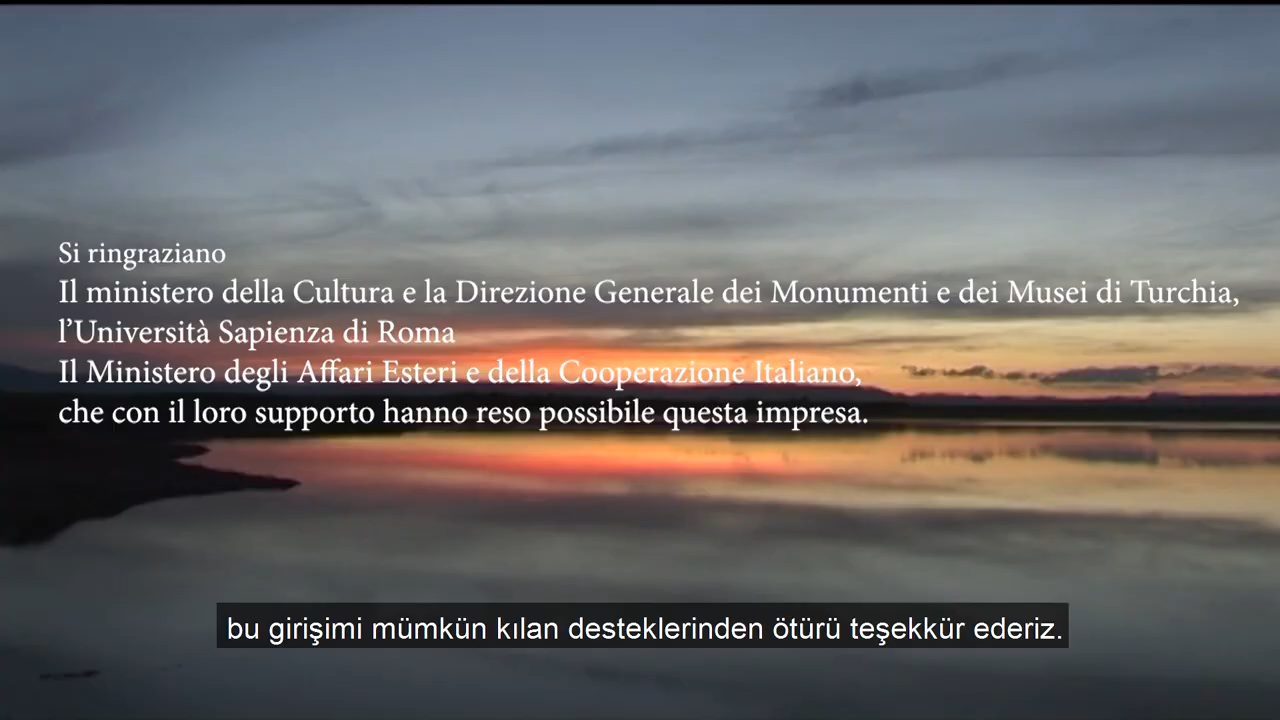 Si ringraziano
Il ministero della Cultura e la Direzione Generale dei Monumenti e dei Musei di Turchia,
l’Università Sapienza di Roma
Il Ministero degli Affari Esteri e della Cooperazione Italiano,
che con il loro supporto hanno reso possibile questa impresa.
bu girişimi mümkün kılan desteklerinden ötürü teşekkür ederiz.